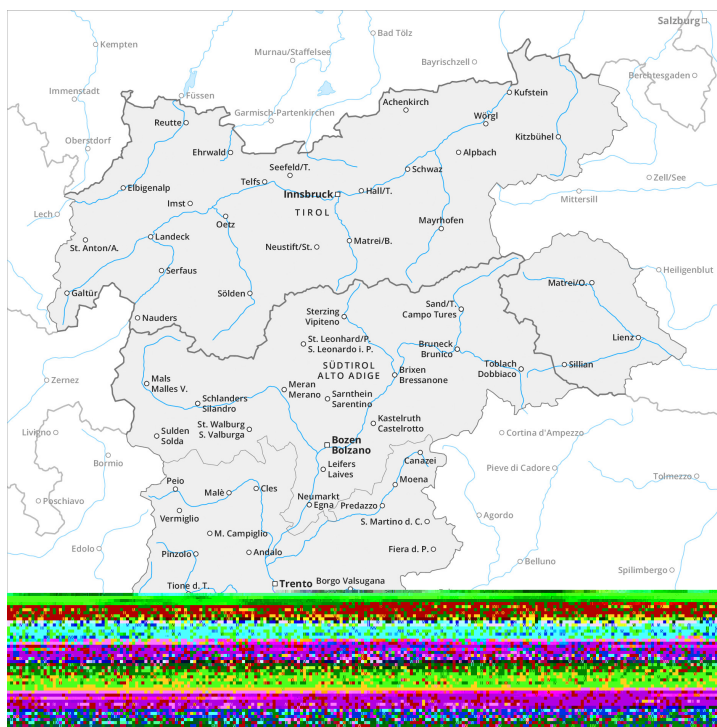 Salzburg
Bad Tölz
Kempten
Murnau/Staffelsee
Bayrischzell
Berchtesgaden
Immenstadt
Füssen
Kufstein
Achenkirch
Garmisch-Partenkirchen
Wörgl
Reutte
Kitzbühel
Oberstdorf
Ehrwald
Alpbach
Seefeld/T.
Schwaz
Zell/See
Telfs
Elbigenalp
Innsbruck
Hall/T.
Mittersill
Imst
TIROL
Lech
Oetz
Mayrhofen
Landeck
Matrei/B.
St. Anton/A.
Neustift/St.
Serfaus
Heiligenblut
Matrei/O.
Galtür
Sölden
Sand/T.
Campo Tures
Nauders
Sterzing
Vipiteno
Lienz
St. Leonhard/P.
S. Leonardo i. P.
Bruneck
Brunico
Toblach
Dobbiaco
Sillian
SÜDTIROL
ALTO ADIGE
Brixen
Bressanone
Zernez
Mals
Malles V.
Meran
Merano
Sarnthein
Sarentino
Schlanders
Silandro
Kastelruth
Castelrotto
St. Walburg
S. Valburga
Livigno
Sulden
Solda
Cortina d'Ampezzo
Bozen
Bolzano
Canazei
Bormio
Leifers
Laives
Pieve di Cadore
Tolmezzo
Peio
Malè
Cles
Moena
Poschiavo
Neumarkt
Egna
Predazzo
Vermiglio
S. Martino d. C.
Agordo
M. Campiglio
Edolo
Pinzolo
Andalo
Fiera d. P.
Belluno
Spilimbergo
Tione d. T.
Trento
Borgo Valsugana